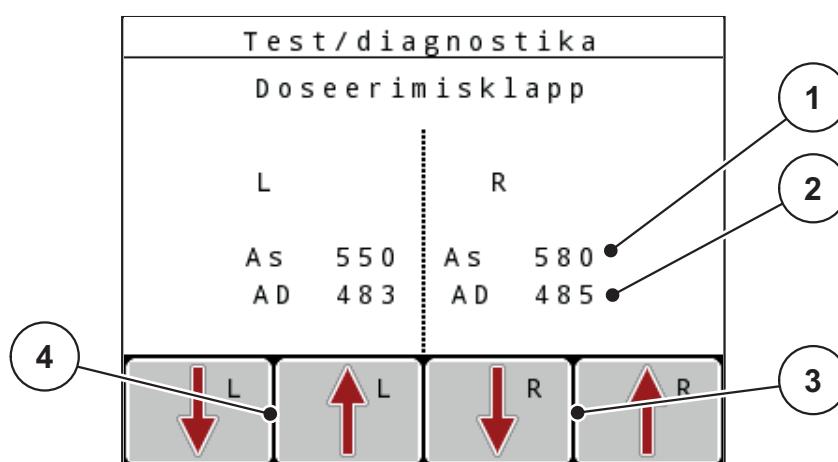 Test/diagnostika
Doseerimisklapp
1
L R
2
As 550 As 580
AD 483 AD 485
4
L L R R
3